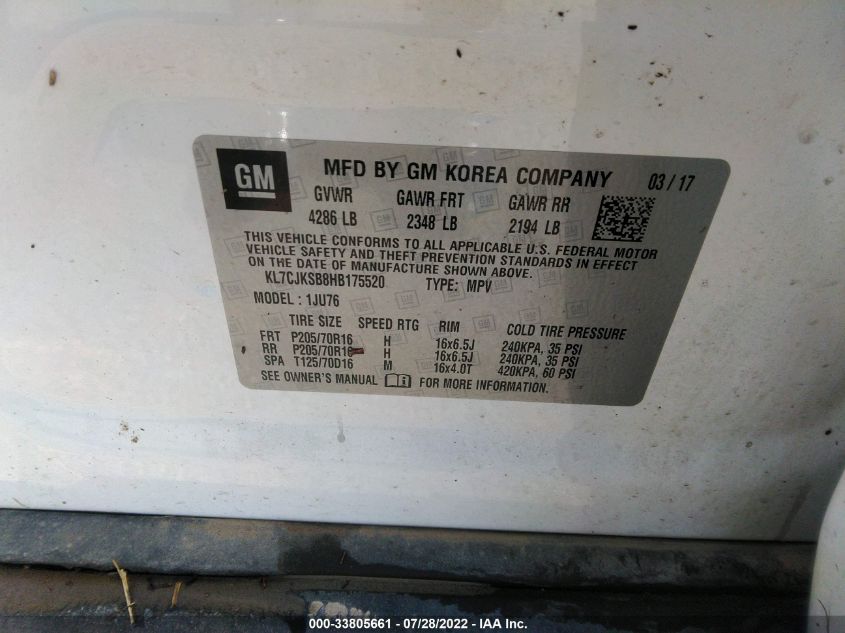 GM
MFD BY GM KOREA COMPANY 03 / 17
GVWR GAWR FRT GAWR RR
4286 LB 2348 LB 2194 LB
THIS VEHICLE CONFORMS TO ALL APPLICABLE U.S. FEDERAL MOTOR
VEHICLE SAFETY AND THEFT PREVENTION STANDARDS IN EFFECT
ON THE DATE OF MANUFACTURE SHOWN ABOVE.
KL7CJKSB8HB175520 TYPE: MPV
MODEL : 1JU76
TIRE SIZE SPEED RTG RIM COLD TIRE PRESSURE
FRT P205/70R16 H 16x6.5J 240KPA, 35 PSI
RR P205/70R16 H 16x6.5J 240KPA, 35 PSI
SPA T125/70D16 M 16x4.0T 420KPA, 60 PSI
SEE OWNER'S MANUAL FOR MORE INFORMATION.
000-33805661 - 07/28/2022 - IAA Inc.